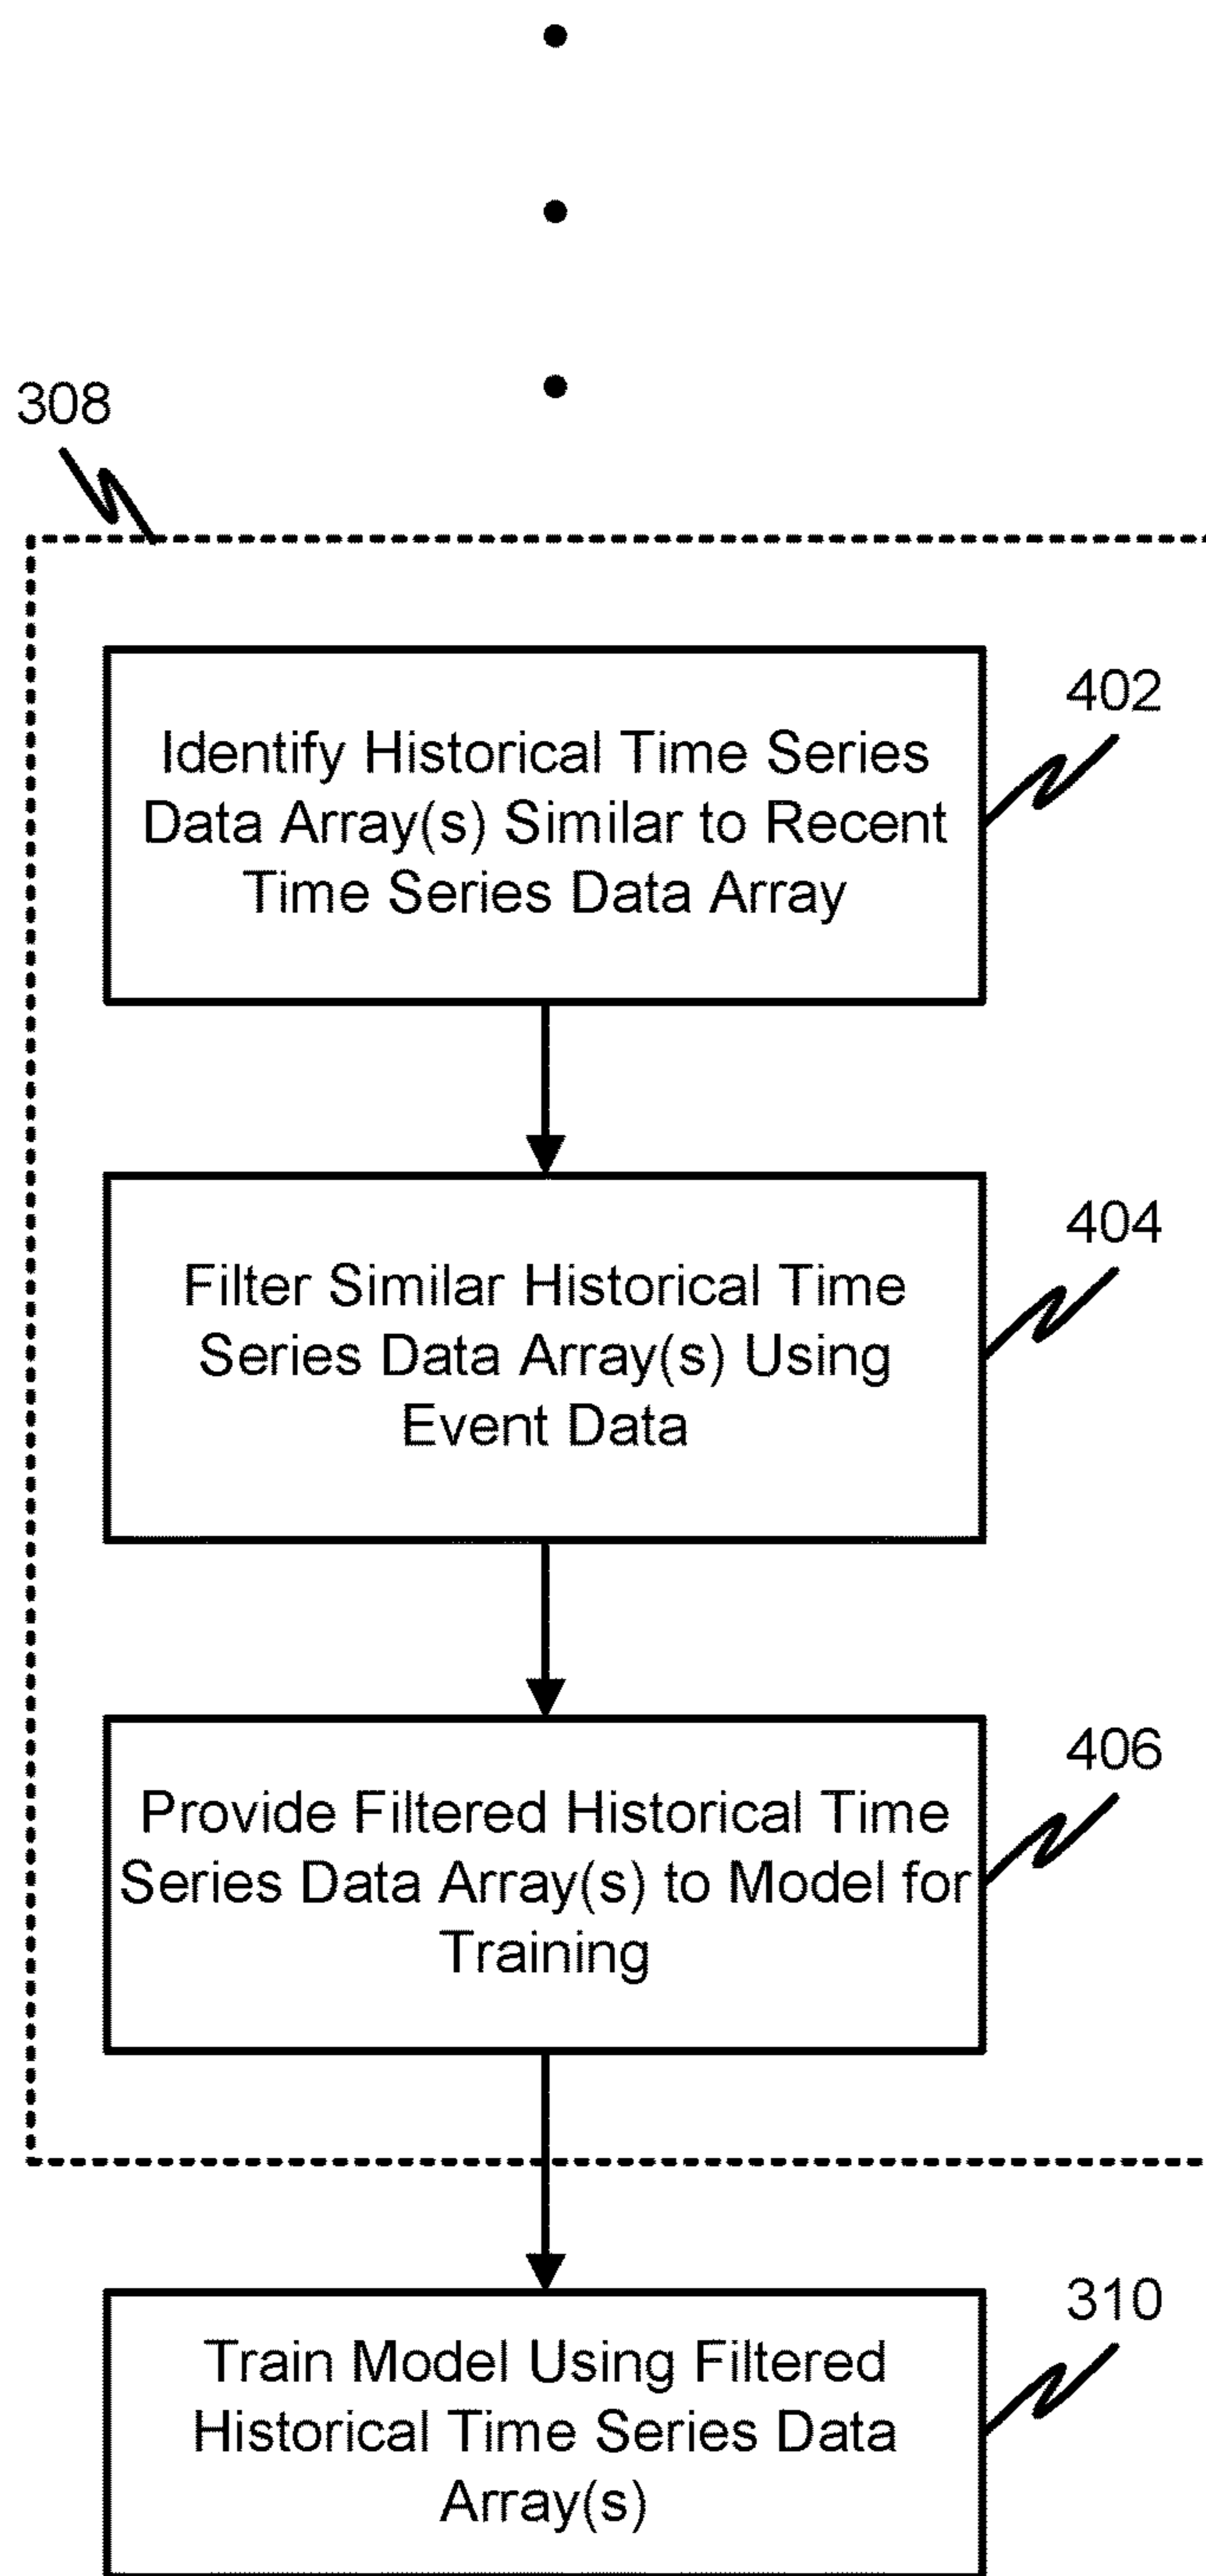 308
402
Identify Historical Time Series
Data Array(s) Similar to Recent
Time Series Data Array
404
Filter Similar Historical Time
Series Data Array(s) Using
Event Data
406
Provide Filtered Historical Time
Series Data Array(s) to Model for
Training
310
Train Model Using Filtered
Historical Time Series Data
Array(s)